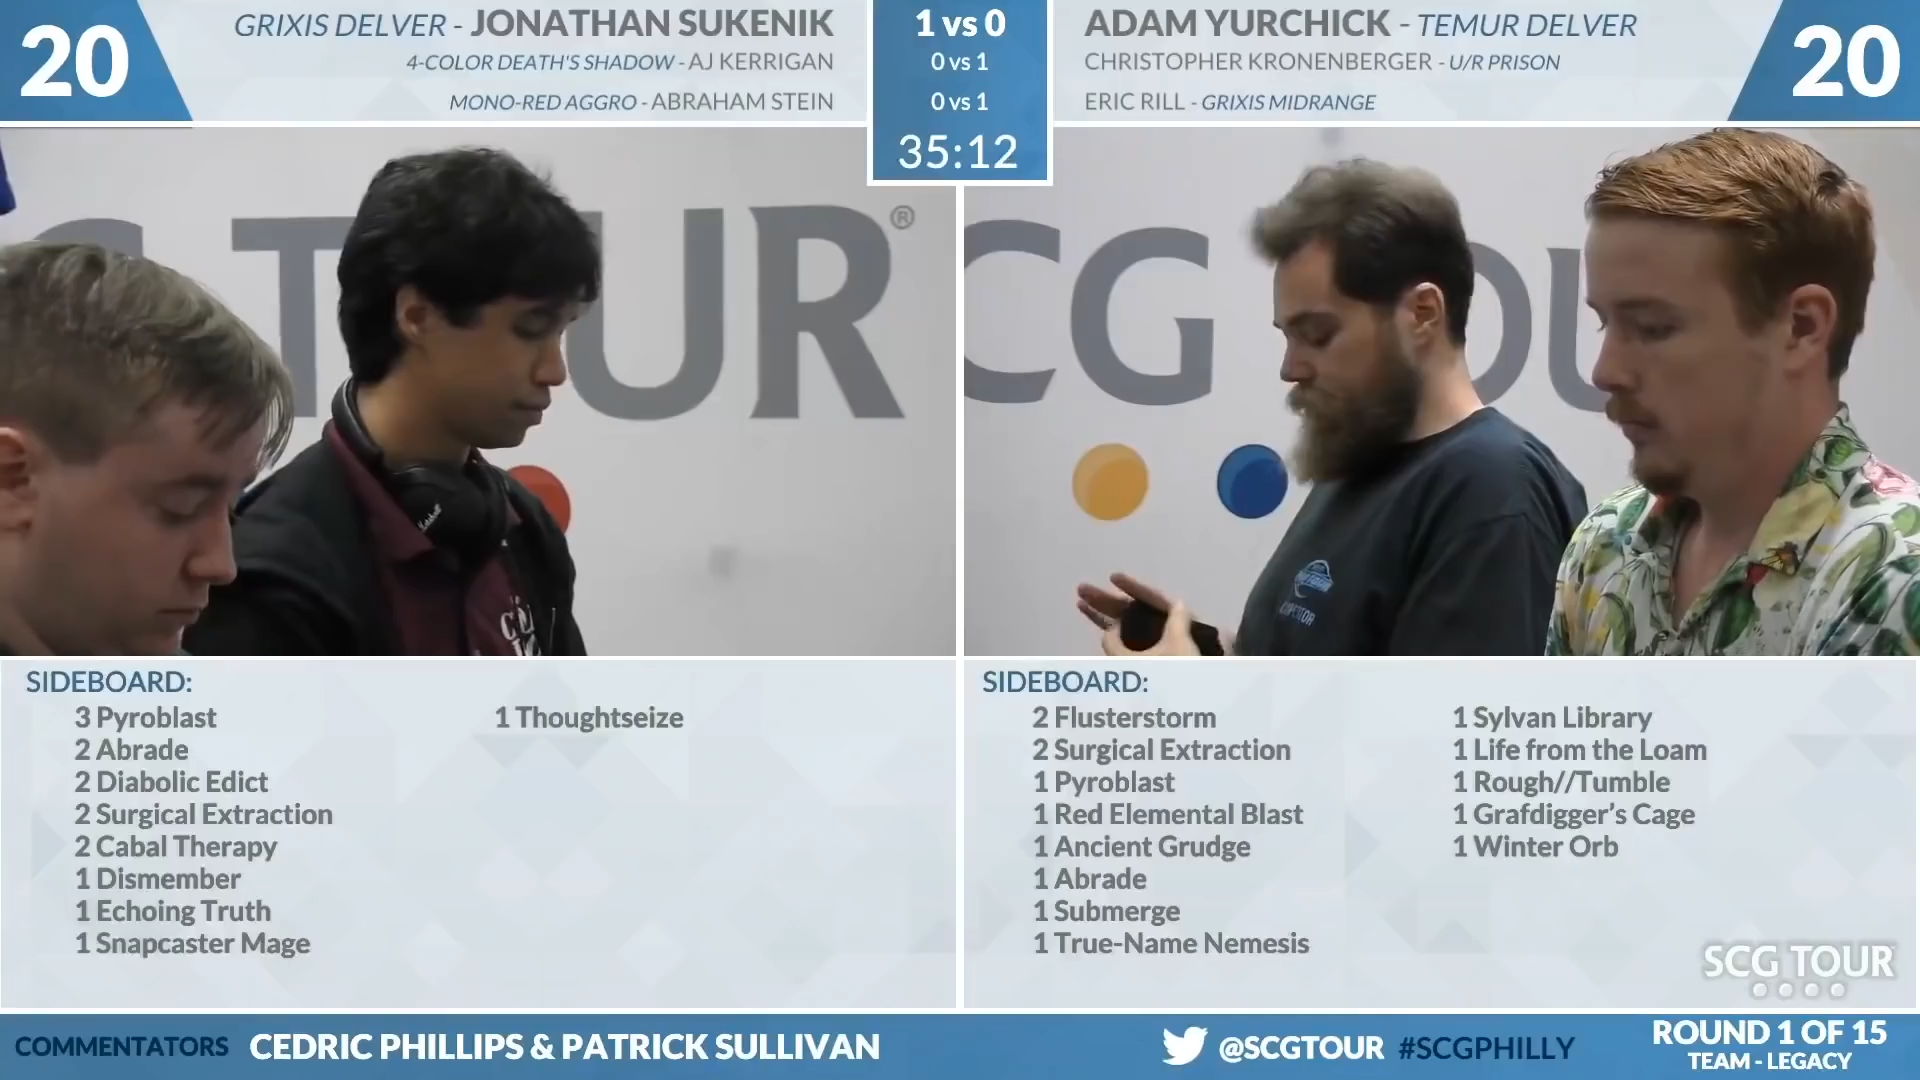 20
GRIXIS DELVER - JONATHAN SUKENIK
4-COLOR DEATH'S SHADOW - AJ KERRIGAN
MONO-RED AGGRO - ABRAHAM STEIN
1 vs 0
0 vs 1
0 vs 1
35:12
ADAM YURCHICK - TEMUR DELVER
CHRISTOPHER KRONENBERGER - U/R PRISON
ERIC RILL - GRIXIS MIDRANGE
20
TOUR®
SCG TOU
SIDEBOARD:
3 Pyroblast
2 Abrade
2 Diabolic Edict
2 Surgical Extraction
2 Cabal Therapy
1 Dismember
1 Echoing Truth
1 Snapcaster Mage
1 Thoughtseize
SIDEBOARD:
2 Flusterstorm
2 Surgical Extraction
1 Pyroblast
1 Red Elemental Blast
1 Ancient Grudge
1 Abrade
1 Submerge
1 True-Name Nemesis
1 Sylvan Library
1 Life from the Loam
1 Rough//Tumble
1 Grafdigger's Cage
1 Winter Orb
SCG TOUR
COMMENTATORS CEDRIC PHILLIPS & PATRICK SULLIVAN
@SCGTOUR #SCGPHILLY
ROUND 1 OF 15
TEAM - LEGACY